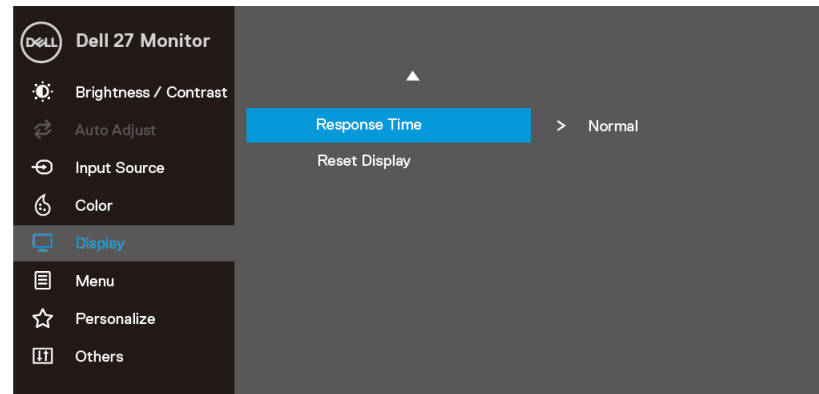 DELL
Dell 27 Monitor
Brightness / Contrast
Auto Adjust
Input Source
Color
Display
Menu
Personalize
Others
Response Time > Normal
Reset Display